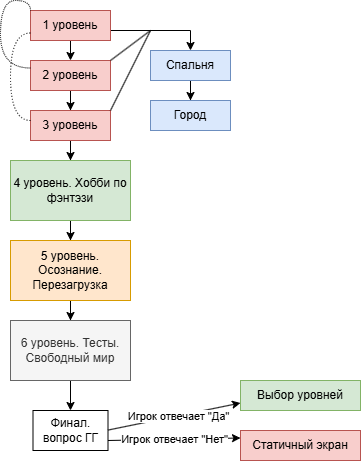 1 уровень
2 уровень
Спальня
3 уровень
Город
4 уровень. Хобби по
фэнтэзи
5 уровень.
Осознание.
Перезагрузка
6 уровень. Тесты.
Свободный мир
Финал.
вопрос ГГ
Игрок отвечает "Да"
Выбор уровней
Игрок отвечает "Нет"
Статичный экран